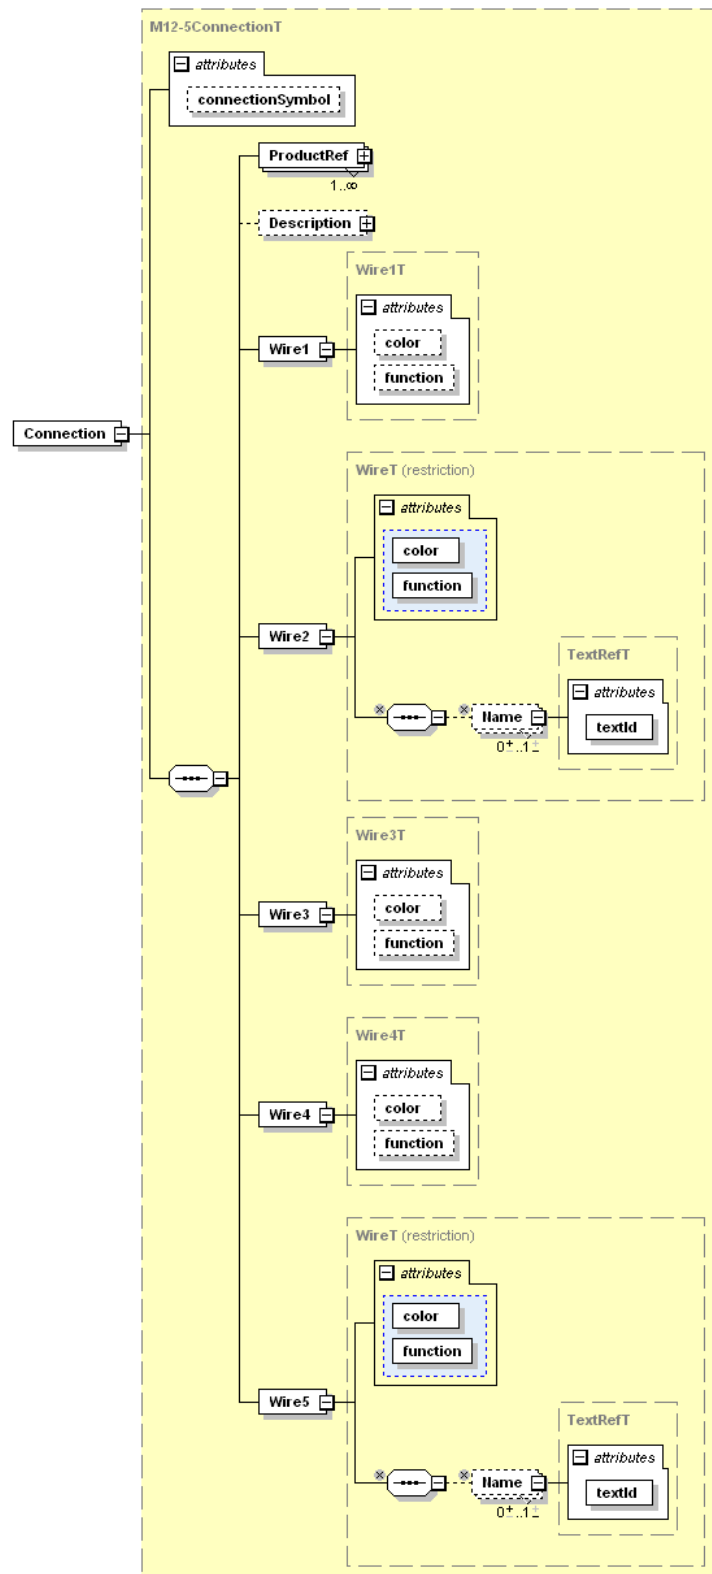 M12-5ConnectionT
attributes
connectionSymbol
ProductRef
1..∞
Description
Wire1T
attributes
Wire1
color
function
Connection
WireT (restriction)
attributes
color
function
Wire2
TextRefT
attributes
Name
textId
0±..1±
Wire3T
attributes
color
Wire3
function
Wire4T
attributes
color
Wire4
function
WireT (restriction)
attributes
color
function
Wire5
TextRefT
attributes
Name
textId
0±..1±